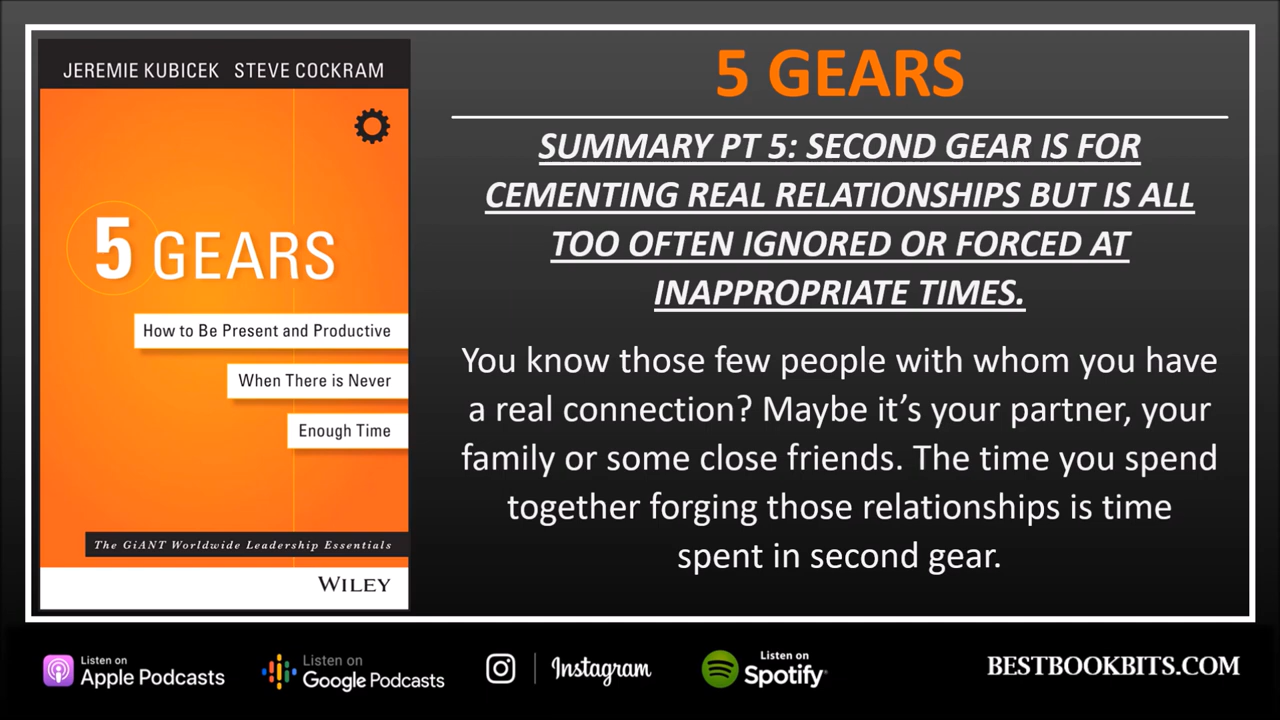 JEREMIE KUBICEK STEVE COCKRAM
5 GEARS
How to Be Present and Productive
When There is Never
Enough Time
The GiANT Worldwide Leadership Essentials
WILEY
5 GEARS
SUMMARY PT 5: SECOND GEAR IS FOR
CEMENTING REAL RELATIONSHIPS BUT IS ALL
TOO OFTEN IGNORED OR FORCED AT
INAPPROPRIATE TIMES.
You know those few people with whom you have
a real connection? Maybe it’s your partner, your
family or some close friends. The time you spend
together forging those relationships is time
spent in second gear.
Listen on
Apple Podcasts
Listen on
Google Podcasts
Instagram
Listen on
Spotify
BESTBOOKBITS.COM